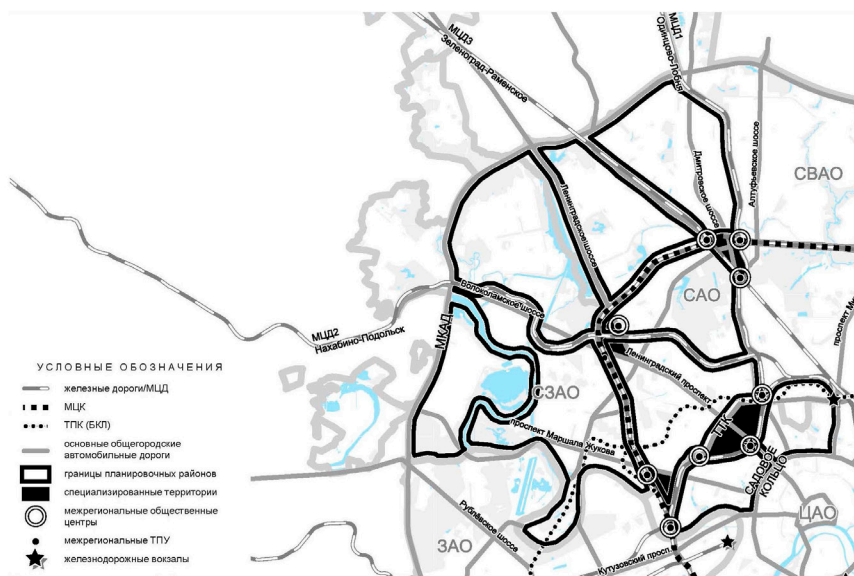 МЦД3
Зеленоград-Раменское
МЦД1
Одинцово-Лобня
Дмитровское шоссе
Алтуфьевское шоссе
СВАО
Ленинградское шоссе
САО
Волоколамское шоссе
МКАД
МЦД2
Нахабино-Подольск
Ленинградский проспект
СЗАО
проспект Маршала Жукова
ТТК
САДОВОЕ
КОЛЬЦО
ЦАО
Рублёвское шоссе
ЗАО
Кутузовский просп.
проспект
УСЛОВНЫЕ ОБОЗНАЧЕНИЯ
железные дороги/МЦД
МЦК
ТПК (БКЛ)
основные общегородские
автомобильные дороги
границы планировочных районов
специализированные территории
межрегиональные общественные
центры
межрегиональные ТПУ
железнодорожные вокзалы